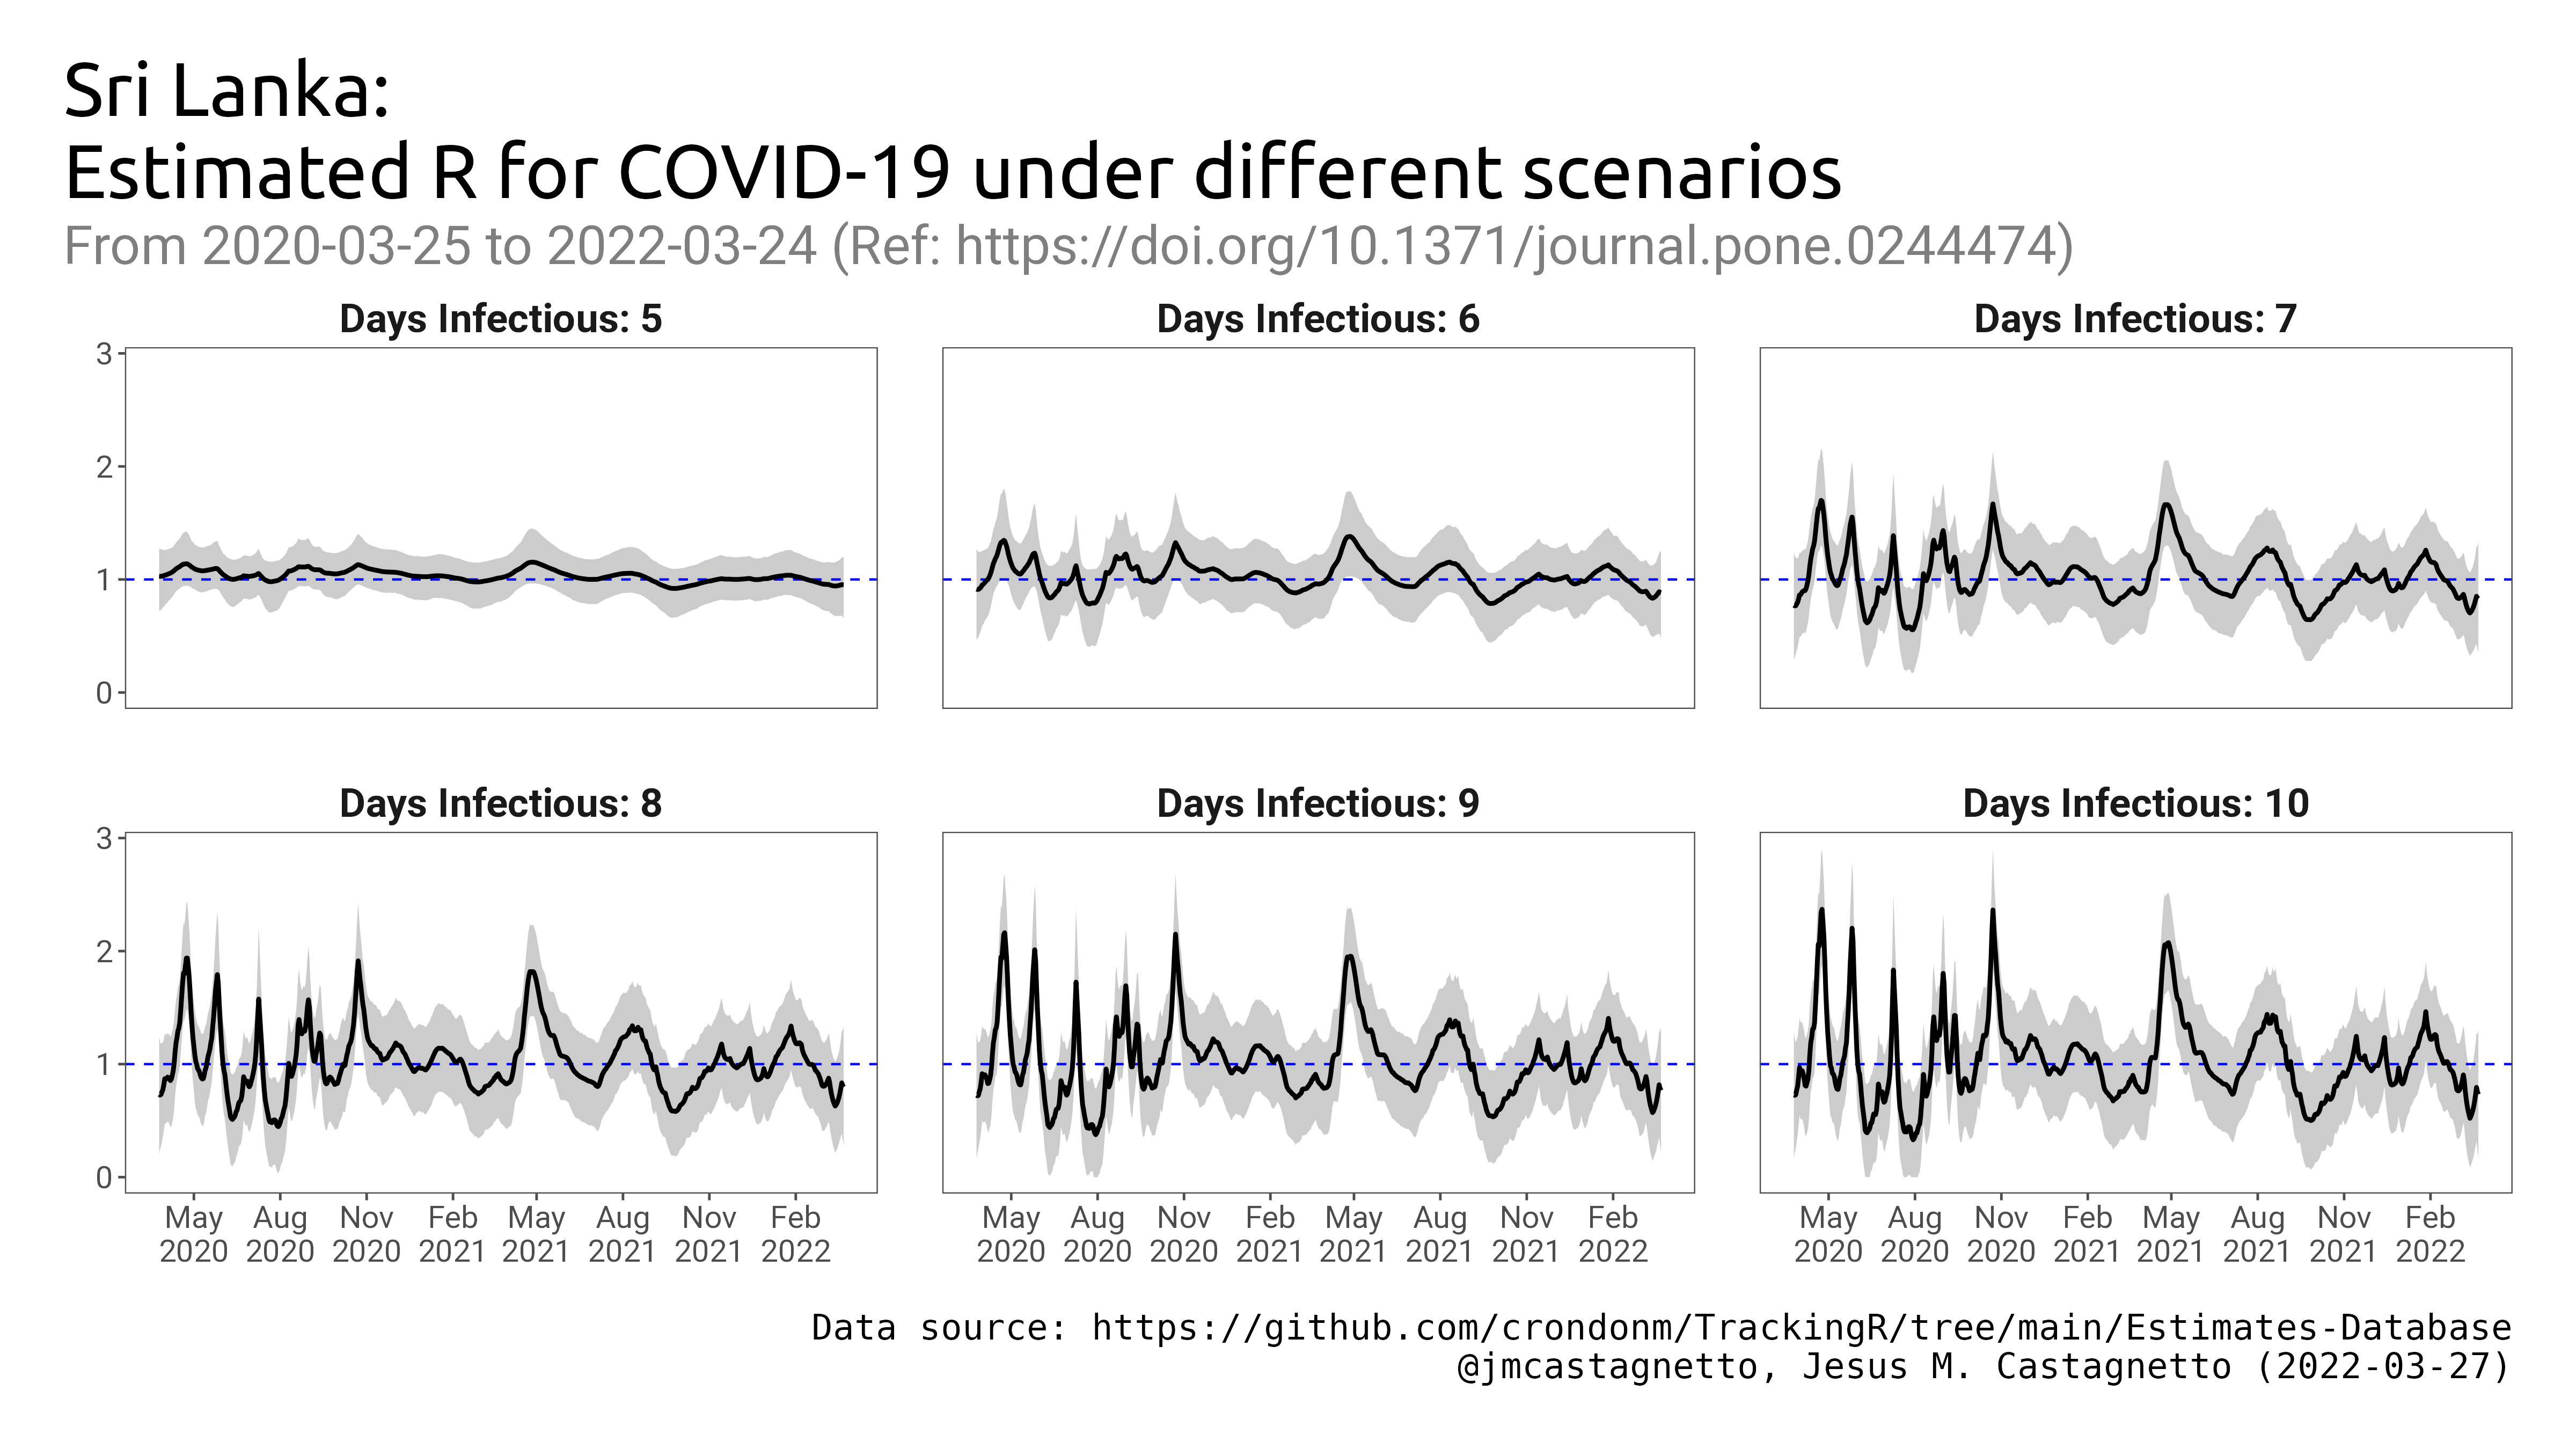 Sri Lanka:
Estimated R for COVID-19 under different scenarios
From 2020-03-25 to 2022-03-24 (Ref: https://doi.org/10.1371/journal.pone.0244474)
Days Infectious: 5
Days Infectious: 6
Days Infectious: 7
3
2
1
0
Days Infectious: 8
Days Infectious: 9
Days Infectious: 10
3
2
1
0
May Aug Nov Feb May Aug Nov Feb
2020 2020 2020 2021 2021 2021 2021 2022
May Aug Nov Feb May Aug Nov Feb
2020 2020 2020 2021 2021 2021 2021 2022
May Aug Nov Feb May Aug Nov Feb
2020 2020 2020 2021 2021 2021 2021 2022
Data source: https://github.com/crondonm/TrackingR/tree/main/Estimates-Database
@jmcastagnetto, Jesus M. Castagnetto (2022-03-27)